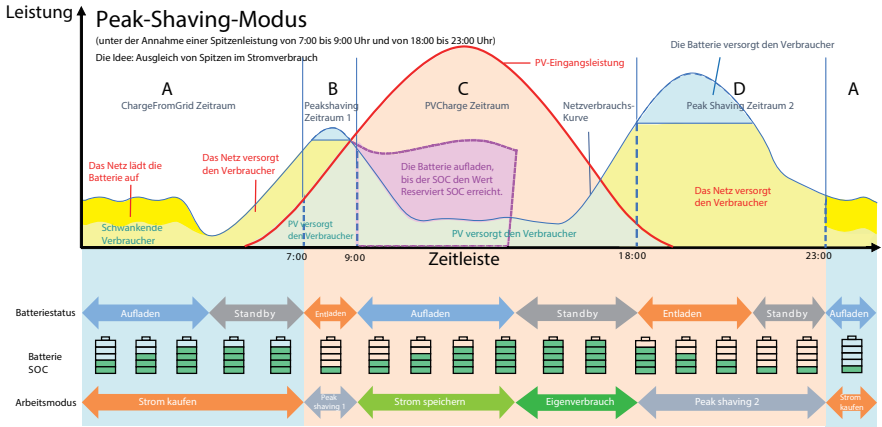 Leistung
Peak-Shaving-Modus
(unter der Annahme einer Spitzenleistung von 7:00 bis 9:00 Uhr und von 18:00 bis 23:00 Uhr)
Die Idee: Ausgleich von Spitzen im Stromverbrauch
Die Batterie versorgt den Verbraucher
PV-Eingangsleistung
A
ChargeFromGrid Zeitraum
B
Peakshaving
Zeitraum 1
C
PVCharge Zeitraum
Netzverbrauchs-
Kurve
D
Peak Shaving Zeitraum 2
A
Das Netz lädt die
Batterie auf
Das Netz versorgt
den Verbraucher
Die Batterie aufladen,
bis der SOC den Wert
Reserviert SOC erreicht.
Das Netz versorgt
den Verbraucher
Schwankende
Verbraucher
PV versorgt
den Verbraucher
PV versorgt den Verbraucher
7:00
9:00
Zeitleiste
18:00
23:00
Batteriestatus
Aufladen
Standby
Entladen
Aufladen
Standby
Entladen
Standby
Aufladen
Batterie
SOC
Arbeitsmodus
Strom kaufen
Peak
shaving 1
Strom speichern
Eigenverbrauch
Peak shaving 2
Strom
kaufen